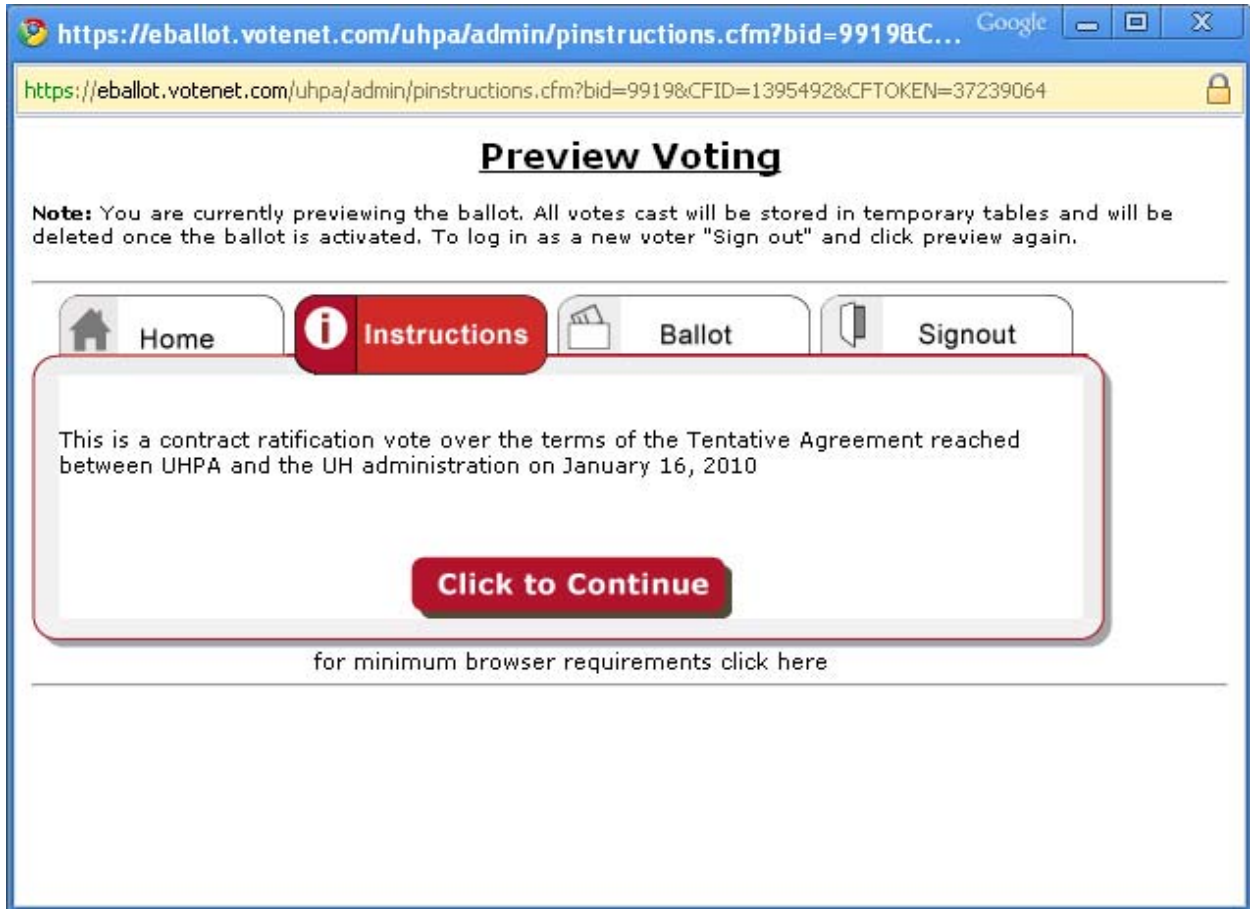 https://eballot.votenet.com/uhpa/admin/pinstructions.cfm?bid=9919&C...
Google
https://eballot.votenet.com/uhpa/admin/pinstructions.cfm?bid=9919&CFID=1395492&CFTOKEN=37239064
Preview Voting
Note: You are currently previewing the ballot. All votes cast will be stored in temporary tables and will be
deleted once the ballot is activated. To log in as a new voter "Sign out" and click preview again.
Home
Instructions
Ballot
Signout
This is a contract ratification vote over the terms of the Tentative Agreement reached
between UHPA and the UH administration on January 16, 2010
Click to Continue
for minimum browser requirements click here